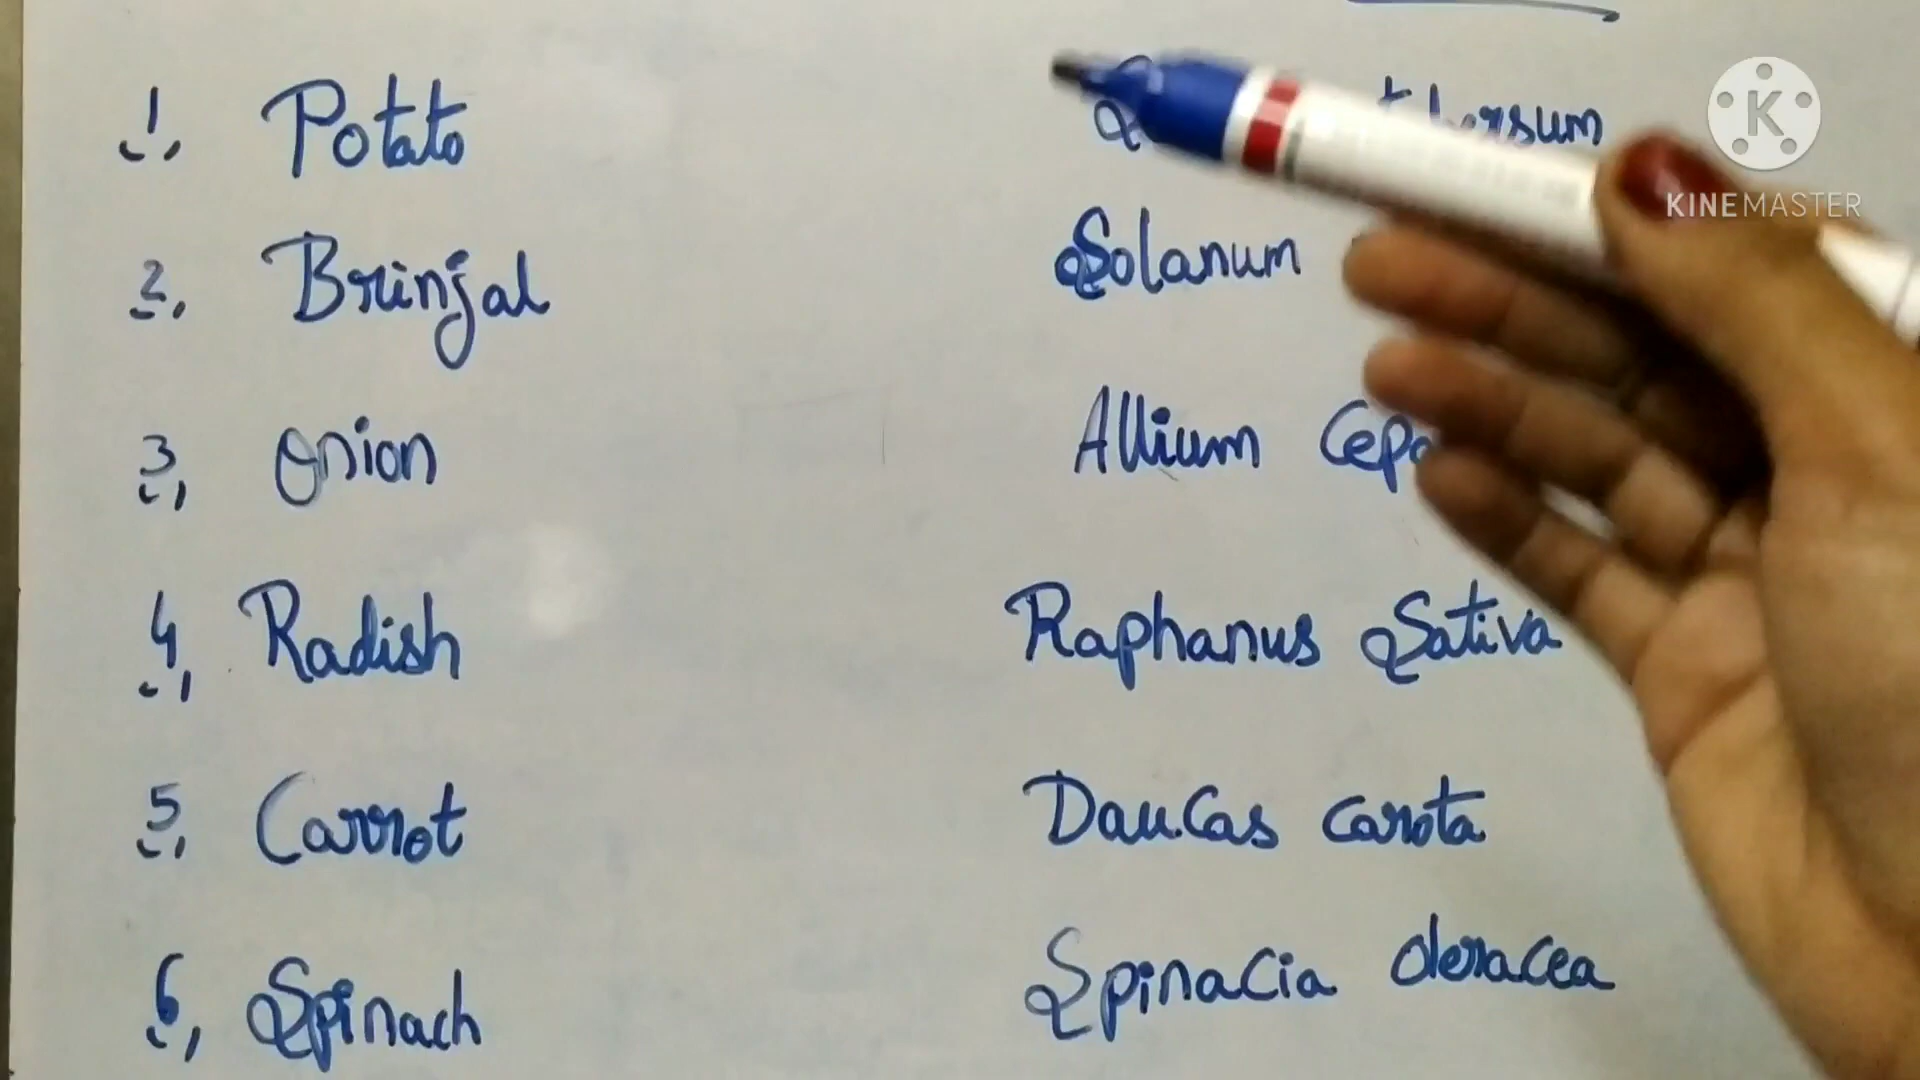 1. Potato
2. Brinjal Solanum
3. Onion Allium Cepa
4. Radish Raphanus Sativa
5. Carrot Daucas carota
6. Spinach Spinacia oleracea
KINEMASTER